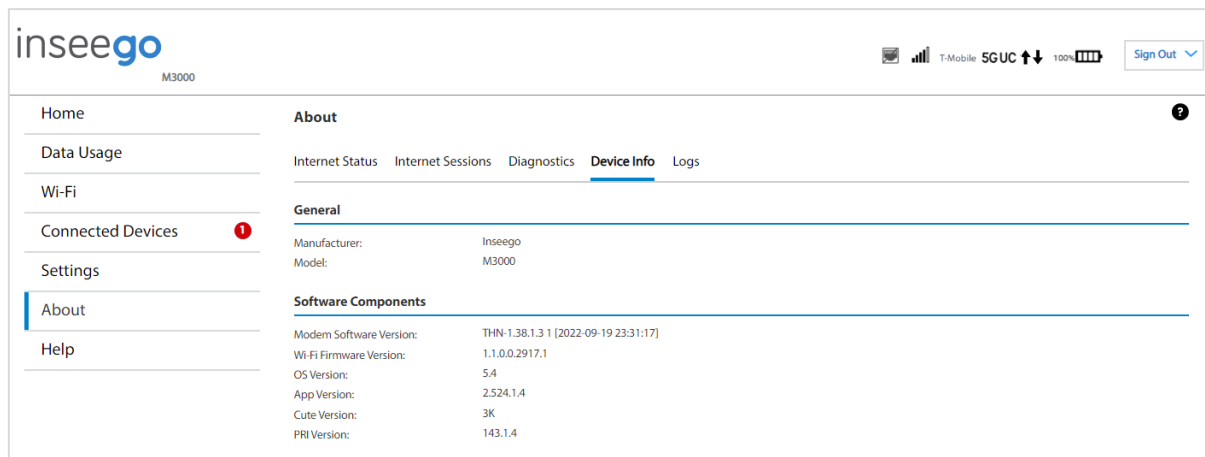 inseego
M3000
T-Mobile 5G UC 100% Sign Out
Home
Data Usage
Wi-Fi
Connected Devices 1
Settings
About
Help
About ?
Internet Status Internet Sessions Diagnostics Device Info Logs
General
Manufacturer: Inseego
Model: M3000
Software Components
Modem Software Version: THN-1.38.1.3 1 [2022-09-19 23:31:17]
Wi-Fi Firmware Version: 1.1.0.0.2917.1
OS Version: 5.4
App Version: 2.524.1.4
Cute Version: 3K
PRI Version: 143.1.4